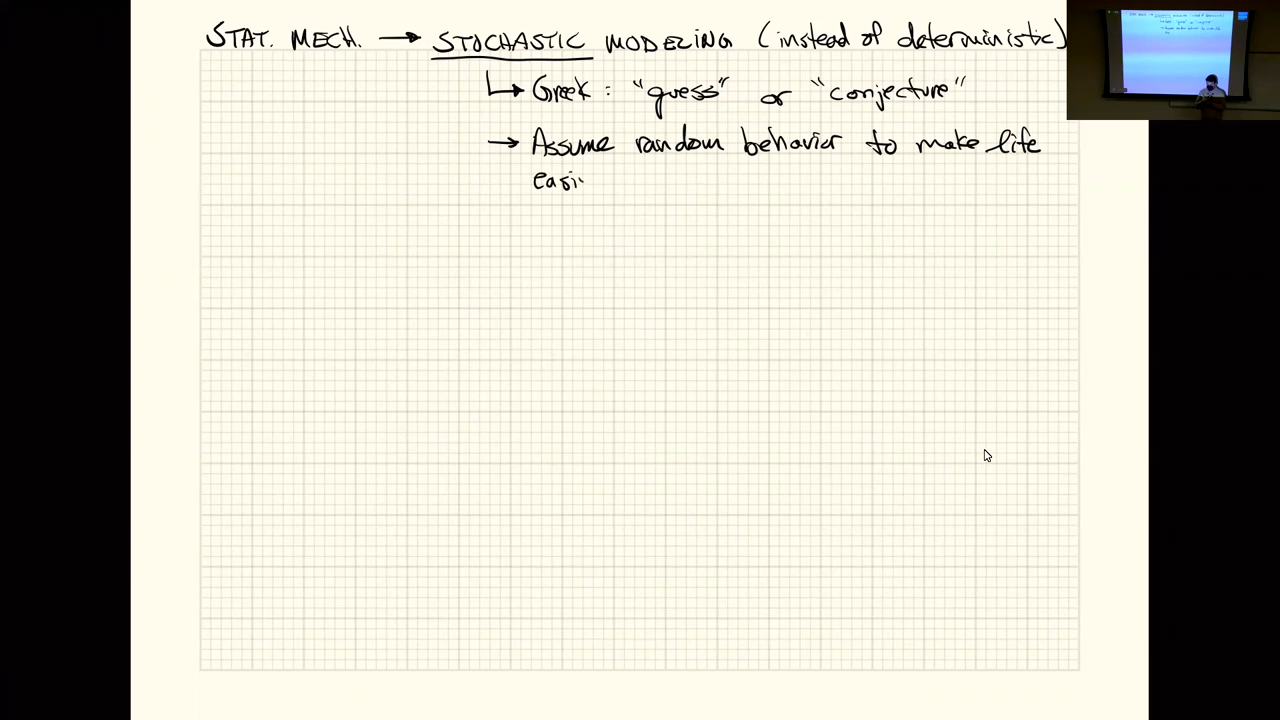 STAT. MECH. → STOCHASTIC MODELING (instead of deterministic)
↳ Greek : "guess" or "conjecture"
→ Assume random behavior to make life
easi